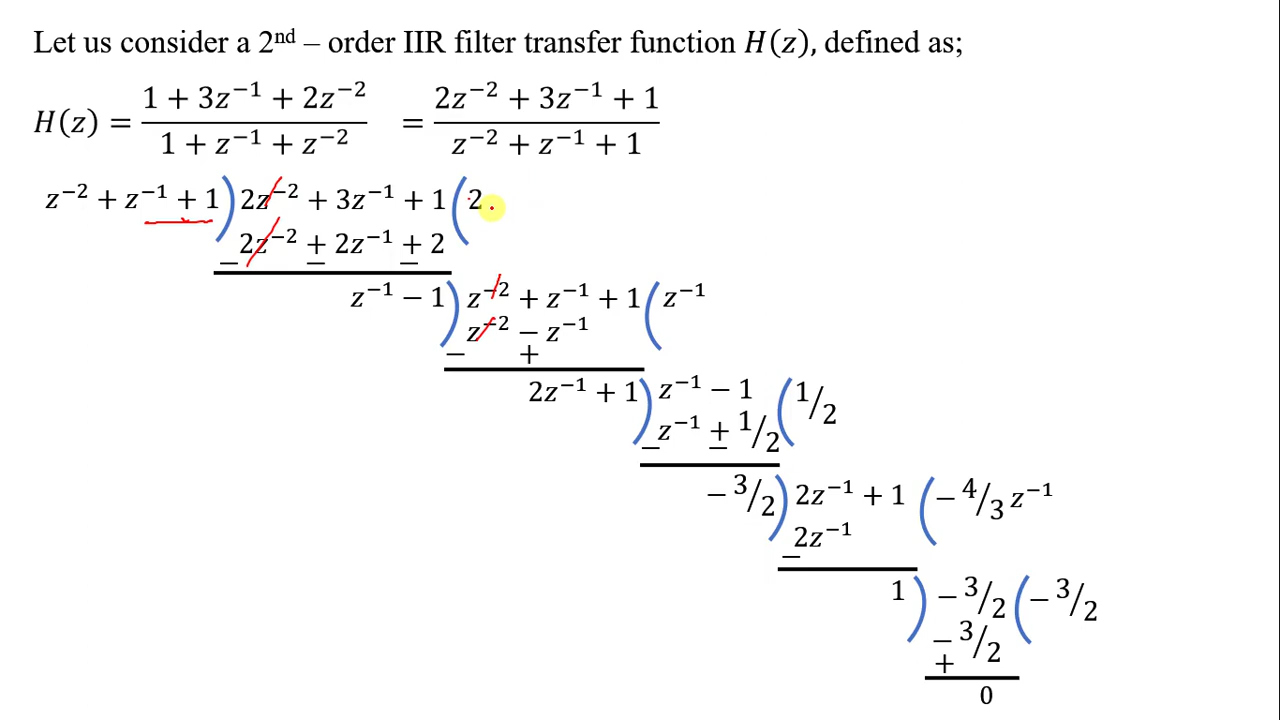 Let us consider a 2ⁿᵈ – order IIR filter transfer function H(z), defined as;
H(z) = (1 + 3z⁻¹ + 2z⁻²)/(1 + z⁻¹ + z⁻²) = (2z⁻² + 3z⁻¹ + 1)/(z⁻² + z⁻¹ + 1)
z⁻² + z⁻¹ + 1 ) 2z⁻² + 3z⁻¹ + 1 ( 2
2z⁻² + 2z⁻¹ + 2
− − −
z⁻¹ − 1 ) z⁻² + z⁻¹ + 1 ( z⁻¹
z⁻² − z⁻¹
− +
2z⁻¹ + 1 ) z⁻¹ − 1 ( 1/2
z⁻¹ + 1/2
− −
− 3/2 ) 2z⁻¹ + 1 ( − 4/3 z⁻¹
2z⁻¹
−
1 ) − 3/2 ( − 3/2
− 3/2
+
0